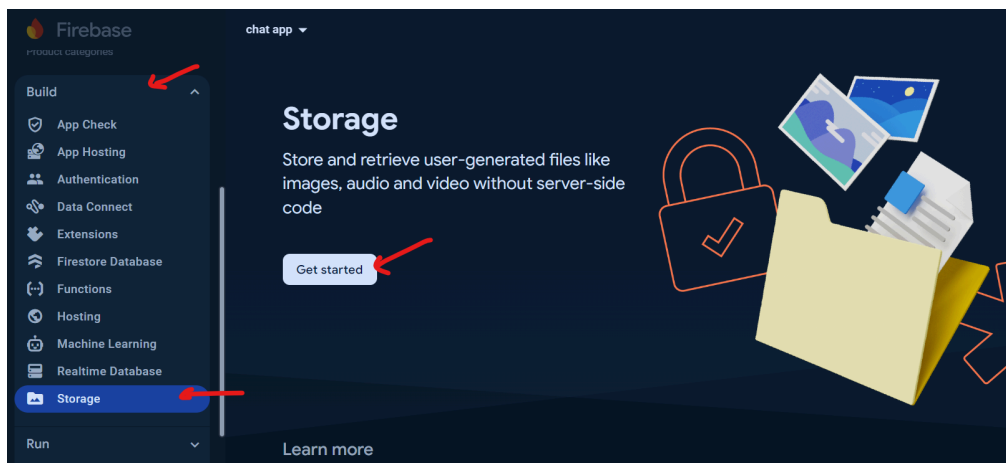 Firebase
chat app
Product categories
Build
App Check
App Hosting
Authentication
Data Connect
Extensions
Firestore Database
Functions
Hosting
Machine Learning
Realtime Database
Storage
Run
Storage
Store and retrieve user-generated files like
images, audio and video without server-side
code
Get started
Learn more